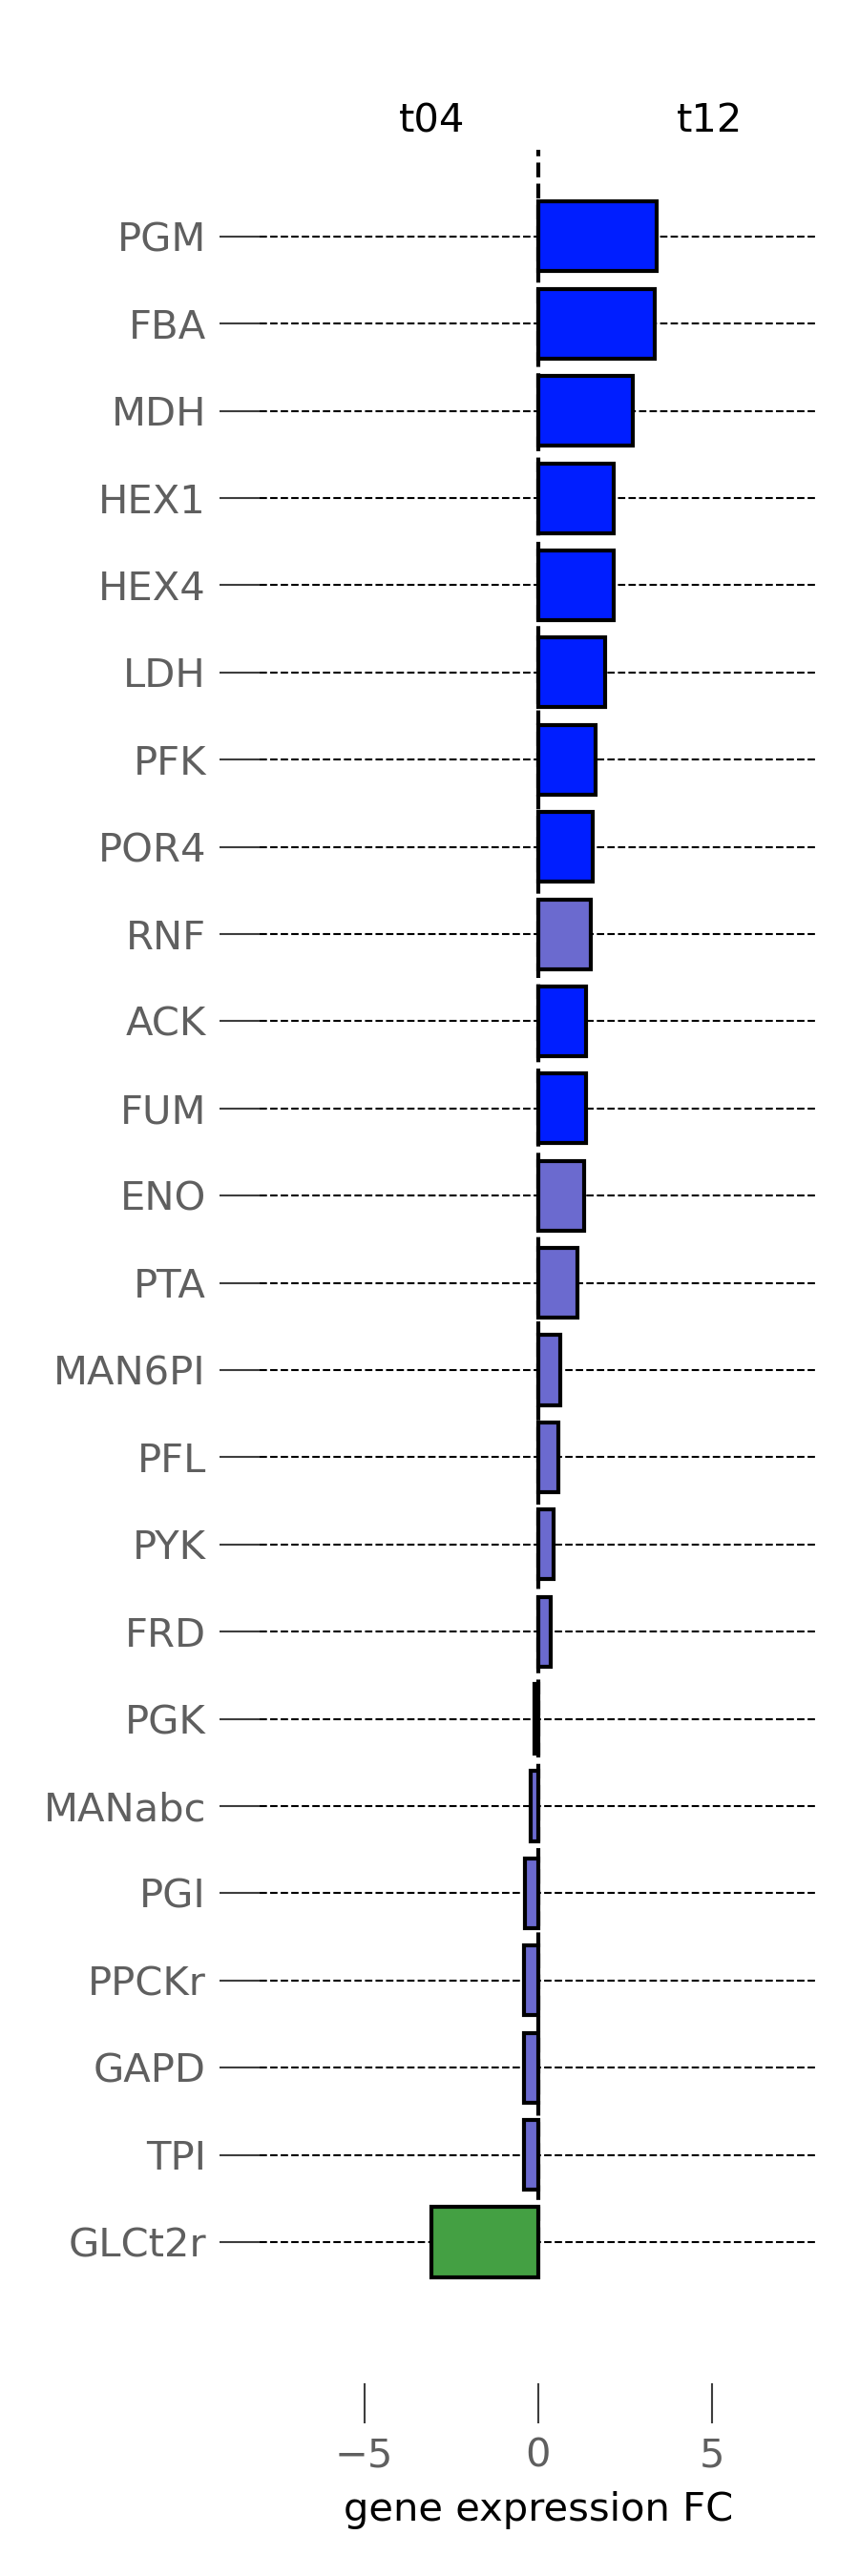 t04 t12
PGM
FBA
MDH
HEX1
HEX4
LDH
PFK
POR4
RNF
ACK
FUM
ENO
PTA
MAN6PI
PFL
PYK
FRD
PGK
MANabc
PGI
PPCKr
GAPD
TPI
GLCt2r
−5 0 5
gene expression FC